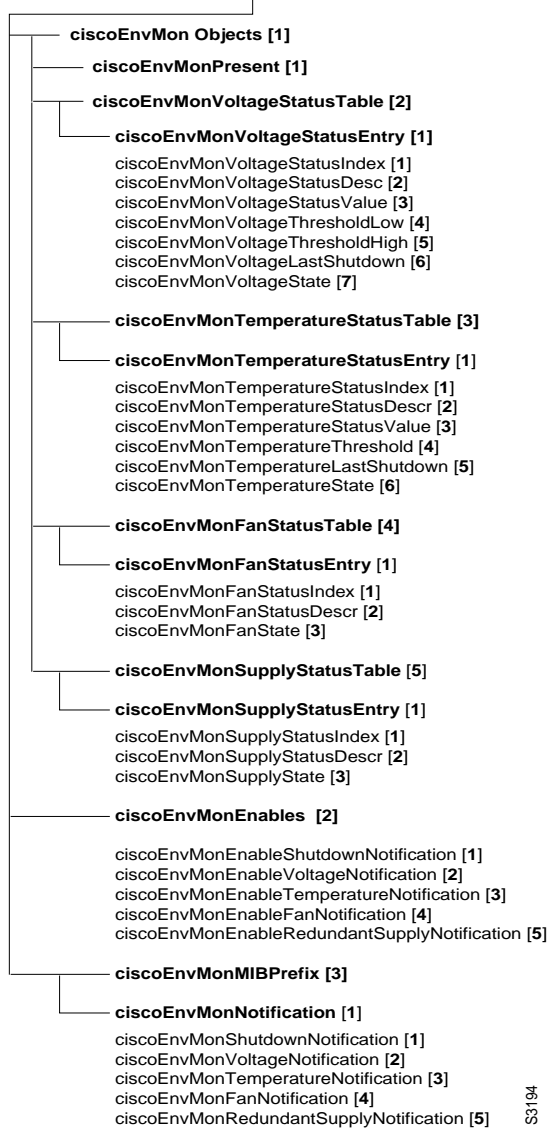 ciscoEnvMon Objects [1]
ciscoEnvMonPresent [1]
ciscoEnvMonVoltageStatusTable [2]
ciscoEnvMonVoltageStatusEntry [1]
ciscoEnvMonVoltageStatusIndex [1]
ciscoEnvMonVoltageStatusDesc [2]
ciscoEnvMonVoltageStatusValue [3]
ciscoEnvMonVoltageThresholdLow [4]
ciscoEnvMonVoltageThresholdHigh [5]
ciscoEnvMonVoltageLastShutdown [6]
ciscoEnvMonVoltageState [7]
ciscoEnvMonTemperatureStatusTable [3]
ciscoEnvMonTemperatureStatusEntry [1]
ciscoEnvMonTemperatureStatusIndex [1]
ciscoEnvMonTemperatureStatusDescr [2]
ciscoEnvMonTemperatureStatusValue [3]
ciscoEnvMonTemperatureThreshold [4]
ciscoEnvMonTemperatureLastShutdown [5]
ciscoEnvMonTemperatureState [6]
ciscoEnvMonFanStatusTable [4]
ciscoEnvMonFanStatusEntry [1]
ciscoEnvMonFanStatusIndex [1]
ciscoEnvMonFanStatusDescr [2]
ciscoEnvMonFanState [3]
ciscoEnvMonSupplyStatusTable [5]
ciscoEnvMonSupplyStatusEntry [1]
ciscoEnvMonSupplyStatusIndex [1]
ciscoEnvMonSupplyStatusDescr [2]
ciscoEnvMonSupplyState [3]
ciscoEnvMonEnables [2]
ciscoEnvMonEnableShutdownNotification [1]
ciscoEnvMonEnableVoltageNotification [2]
ciscoEnvMonEnableTemperatureNotification [3]
ciscoEnvMonEnableFanNotification [4]
ciscoEnvMonEnableRedundantSupplyNotification [5]
ciscoEnvMonMIBPrefix [3]
ciscoEnvMonNotification [1]
ciscoEnvMonShutdownNotification [1]
ciscoEnvMonVoltageNotification [2]
ciscoEnvMonTemperatureNotification [3]
ciscoEnvMonFanNotification [4]
ciscoEnvMonRedundantSupplyNotification [5]
S3194